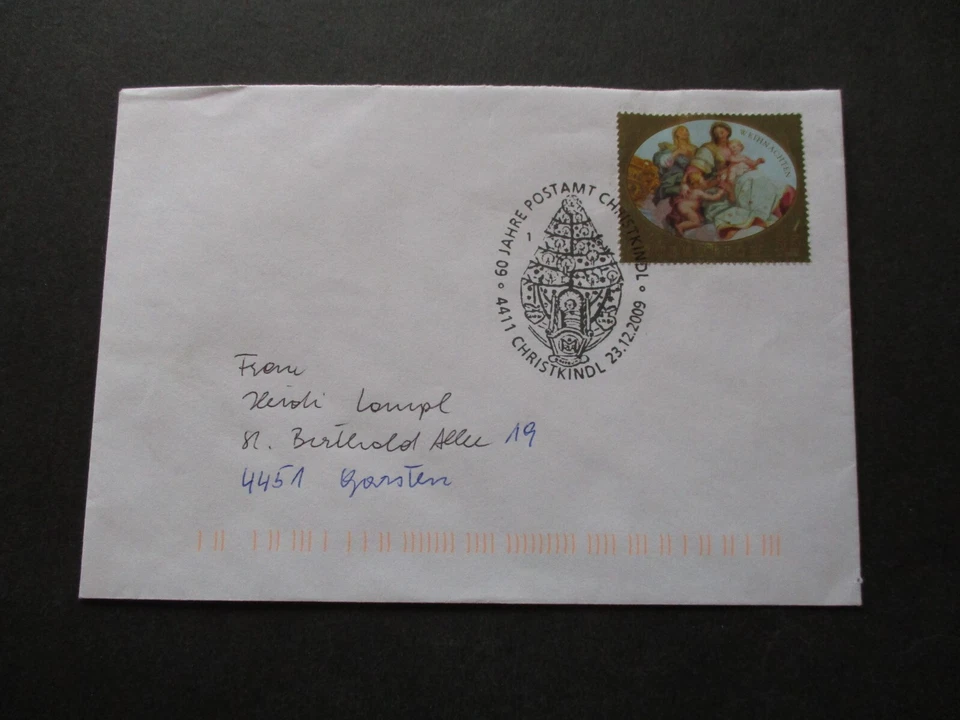 WEIHNACHTEN
60 JAHRE POSTAMT CHRISTKINDL
1
4411 CHRISTKINDL 23.12.2009
Frau
Heidi Lampl
St. Berthold Allee 19
4451 Garsten